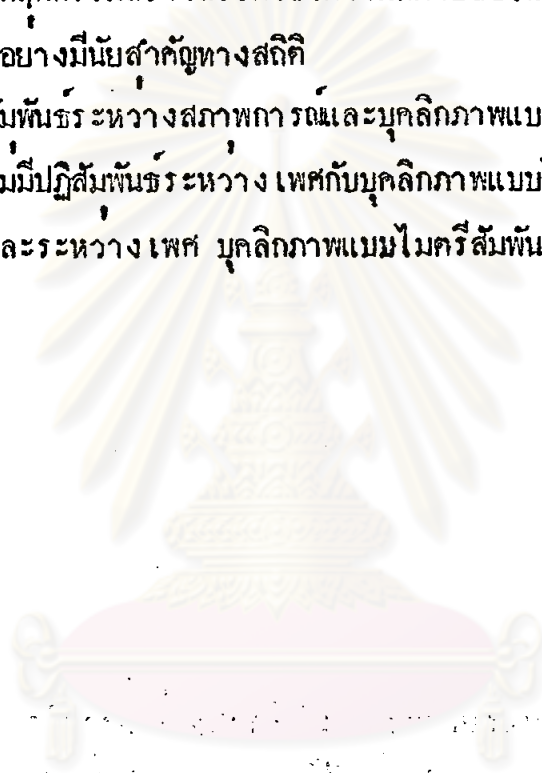 อย่างมีนัยสำคัญทางสถิติ
มพันธ์ระหว่างสภาพการณ์และบุคลิกภาพแบ
มมีปฏิสัมพันธ์ระหว่าง เพศกับบุคลิกภาพแบบ
ละระหว่าง เพศ บุคลิกภาพแบบไมตรีสัมพัน